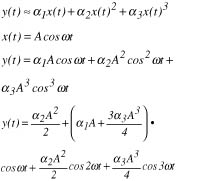 y(t) ≈ α₁x(t) + α₂x(t)² + α₃x(t)³
x(t) = A cos ωt
y(t) = α₁A cos ωt + α₂A² cos² ωt +
α₃A³ cos³ ωt
y(t) = α₂A²/2 + (α₁A + 3α₃A³/4) •
cos ωt + α₂A²/2 cos 2ωt + α₃A³/4 cos 3ωt